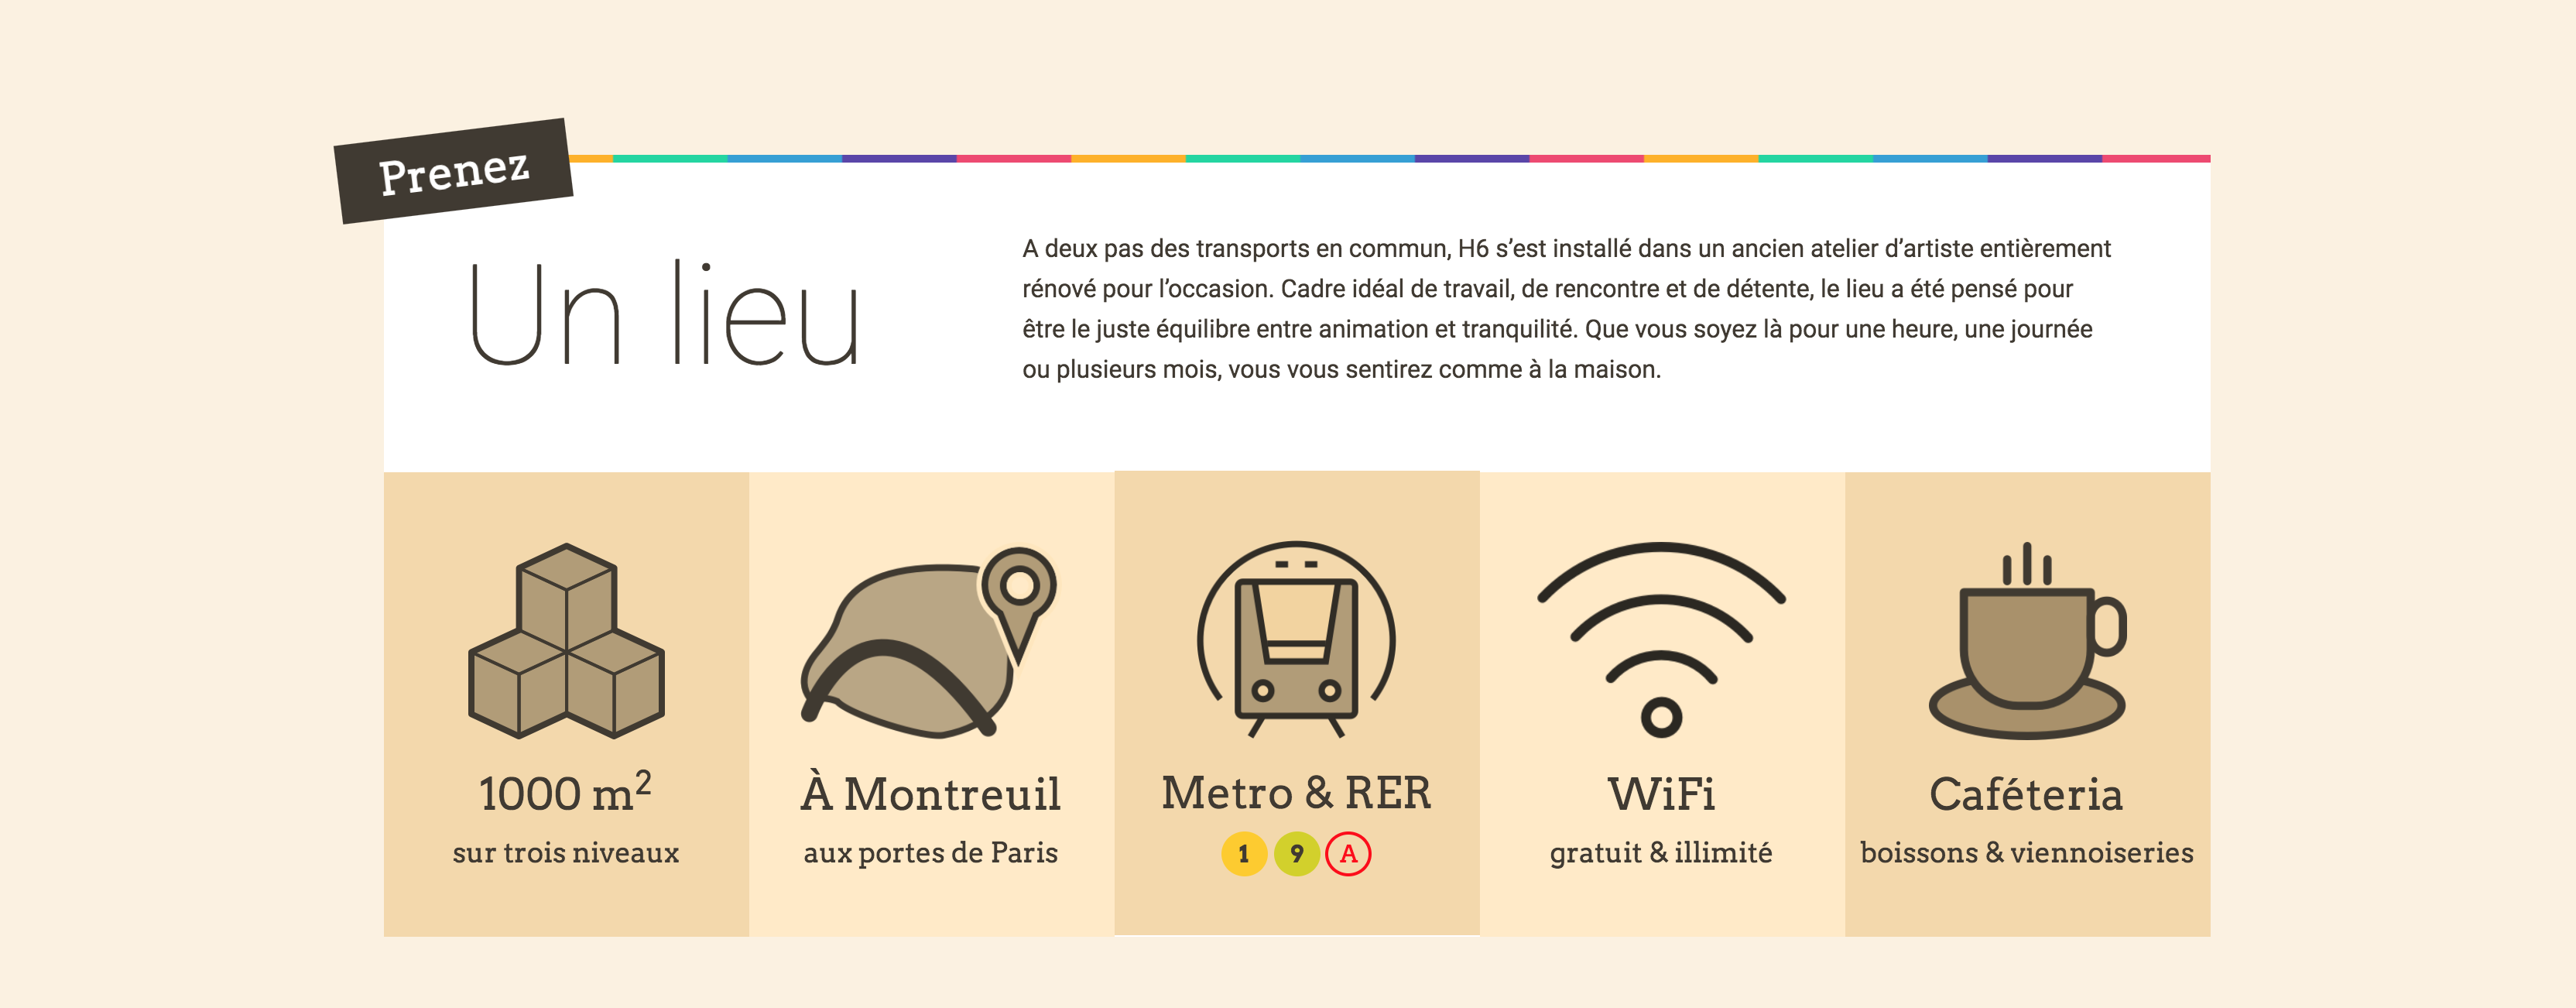 Prenez
Un lieu
A deux pas des transports en commun, H6 s’est installé dans un ancien atelier d’artiste entièrement
rénové pour l’occasion. Cadre idéal de travail, de rencontre et de détente, le lieu a été pensé pour
être le juste équilibre entre animation et tranquilité. Que vous soyez là pour une heure, une journée
ou plusieurs mois, vous vous sentirez comme à la maison.
1000 m²
sur trois niveaux
À Montreuil
aux portes de Paris
Metro & RER
1 9 A
WiFi
gratuit & illimité
Caféteria
boissons & viennoiseries